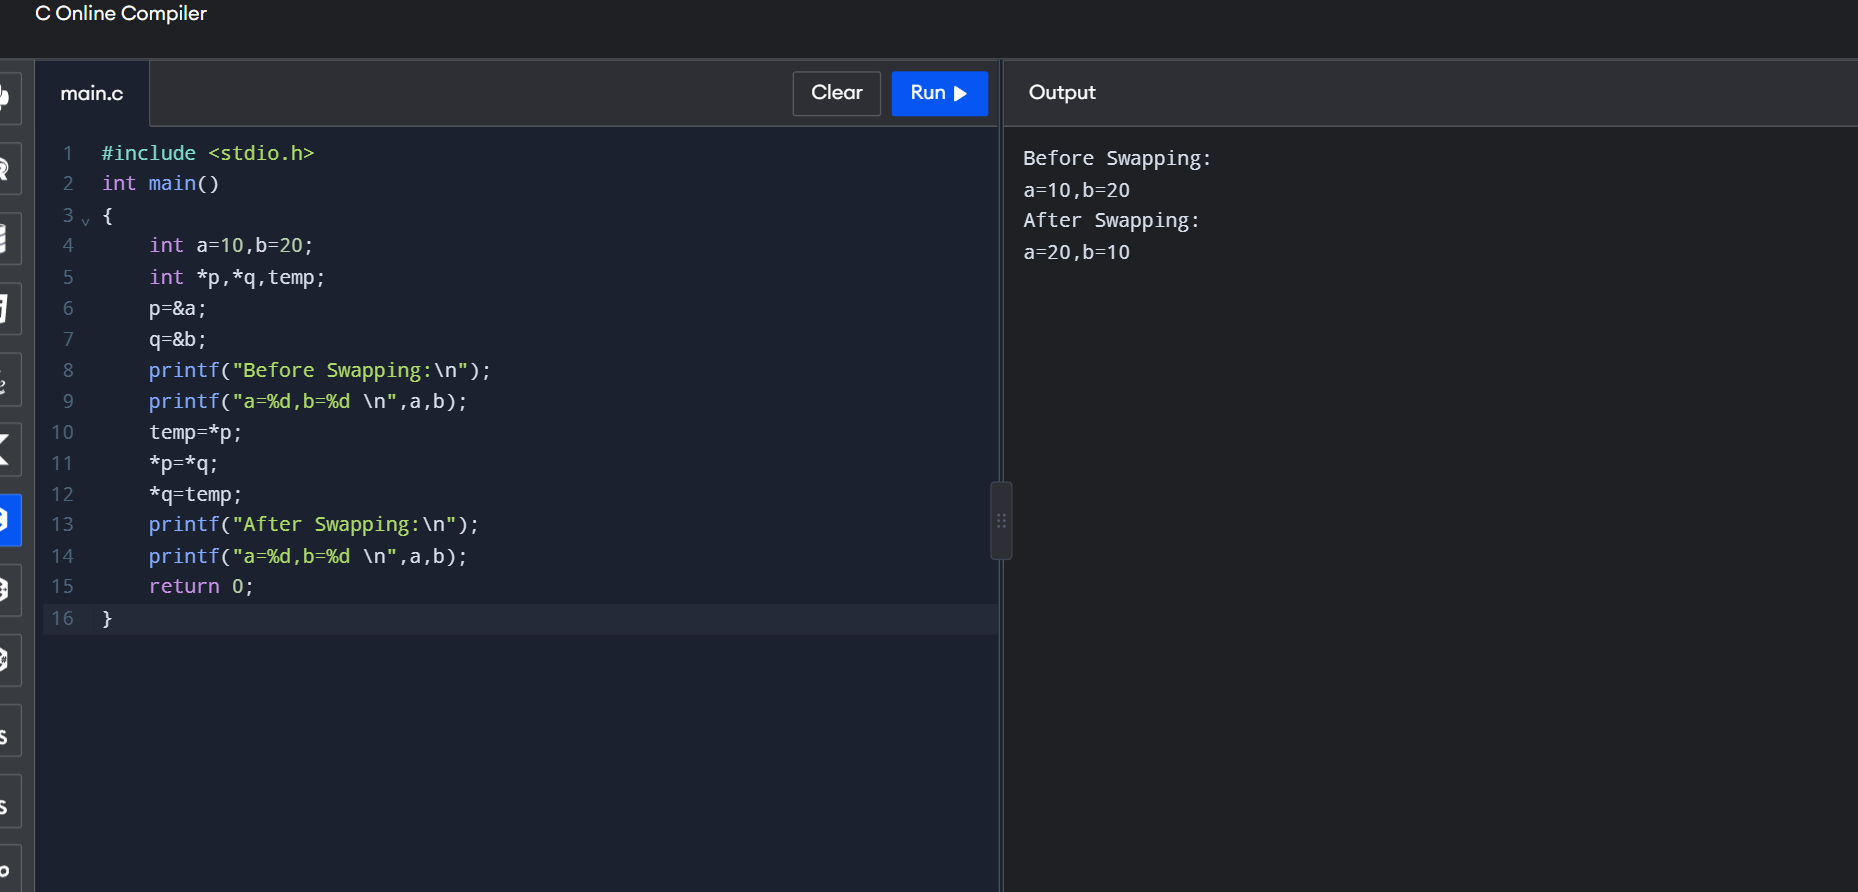 C Online Compiler
main.c
Clear
Run
Output
1 #include <stdio.h>
2 int main()
3 {
4     int a=10,b=20;
5     int *p,*q,temp;
6     p=&a;
7     q=&b;
8     printf("Before Swapping:\n");
9     printf("a=%d,b=%d \n",a,b);
10     temp=*p;
11     *p=*q;
12     *q=temp;
13     printf("After Swapping:\n");
14     printf("a=%d,b=%d \n",a,b);
15     return 0;
16 }
Before Swapping:
a=10,b=20
After Swapping:
a=20,b=10